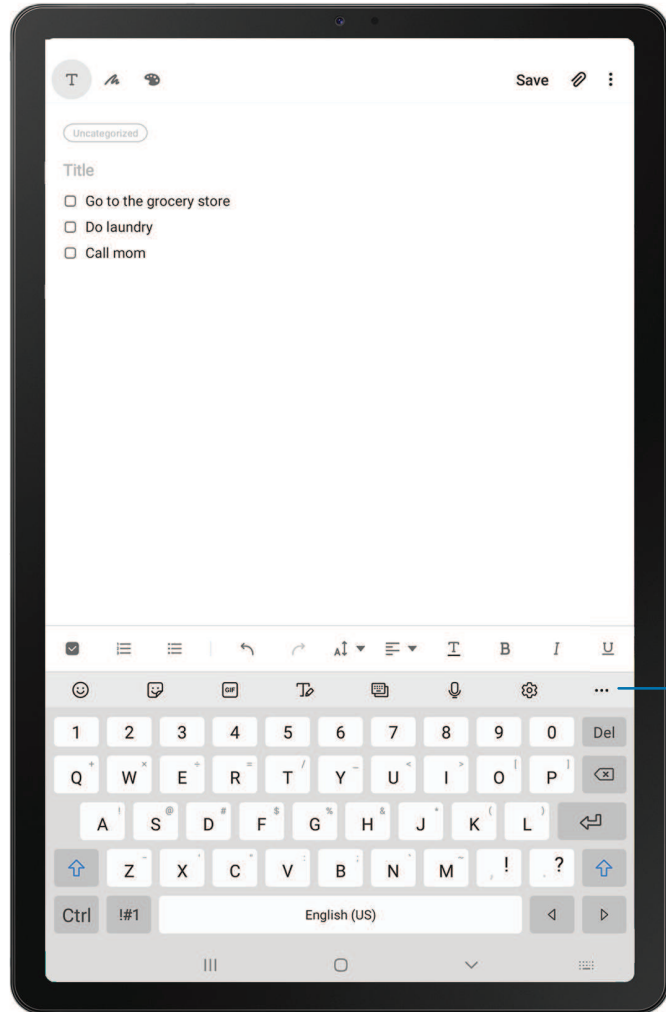 T Save
Uncategorized
Title
Go to the grocery store
Do laundry
Call mom
A T B I U
GIF T
1 2 3 4 5 6 7 8 9 0 Del
Q + W × E ÷ R = T / Y _ U < I > O [ P ]
A ! S @ D # F $ G % H & J * K ( L )
Z - X ' C " V : B ; N ' M ~ , ! . ?
Ctrl !#1 English (US)